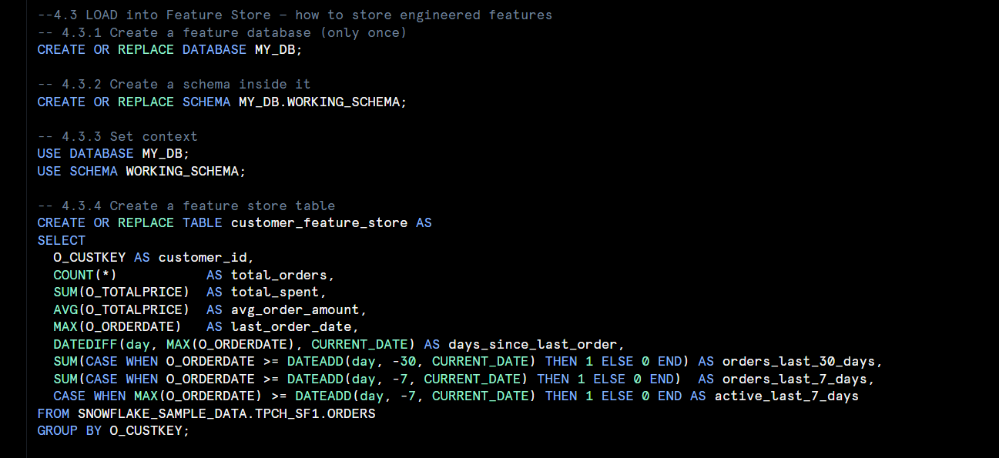 --4.3 LOAD into Feature Store – how to store engineered features
-- 4.3.1 Create a feature database (only once)
CREATE OR REPLACE DATABASE MY_DB;
-- 4.3.2 Create a schema inside it
CREATE OR REPLACE SCHEMA MY_DB.WORKING_SCHEMA;
-- 4.3.3 Set context
USE DATABASE MY_DB;
USE SCHEMA WORKING_SCHEMA;
-- 4.3.4 Create a feature store table
CREATE OR REPLACE TABLE customer_feature_store AS
SELECT
  O_CUSTKEY AS customer_id,
  COUNT(*)           AS total_orders,
  SUM(O_TOTALPRICE)  AS total_spent,
  AVG(O_TOTALPRICE)  AS avg_order_amount,
  MAX(O_ORDERDATE)   AS last_order_date,
  DATEDIFF(day, MAX(O_ORDERDATE), CURRENT_DATE) AS days_since_last_order,
  SUM(CASE WHEN O_ORDERDATE >= DATEADD(day, -30, CURRENT_DATE) THEN 1 ELSE 0 END) AS orders_last_30_days,
  SUM(CASE WHEN O_ORDERDATE >= DATEADD(day, -7, CURRENT_DATE) THEN 1 ELSE 0 END)  AS orders_last_7_days,
  CASE WHEN MAX(O_ORDERDATE) >= DATEADD(day, -7, CURRENT_DATE) THEN 1 ELSE 0 END AS active_last_7_days
FROM SNOWFLAKE_SAMPLE_DATA.TPCH_SF1.ORDERS
GROUP BY O_CUSTKEY;